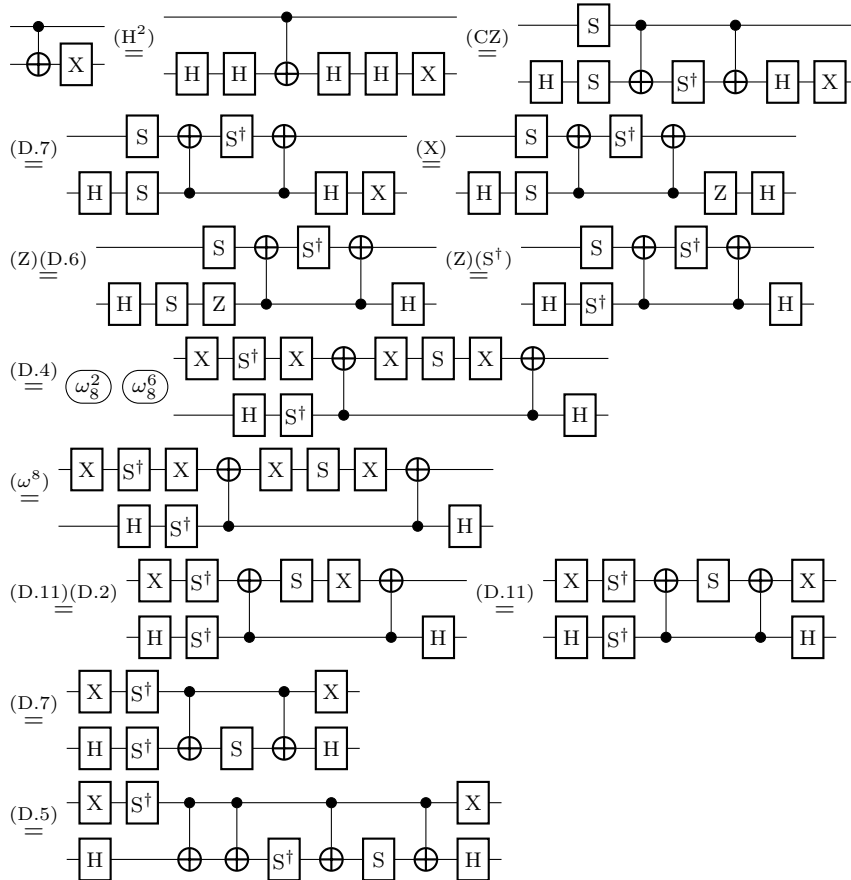 S
(H²) (CZ)
X = H H H H X = H S S† H X
S S† S S†
(D.7) (X)
= H S H X = H S Z H
S S† S S†
(Z)(D.6) (Z)(S†)
= H S Z H = H S† H
X S† X X S X
(D.4)
= ω₈² ω₈⁶ H S† H
X S† X X S X
(ω⁸)
= H S† H
X S† S X X S† S X
(D.11)(D.2) (D.11)
= H S† H = H S† H
X S† X
(D.7)
= H S† S H
X S† X
(D.5)
= H S† S H